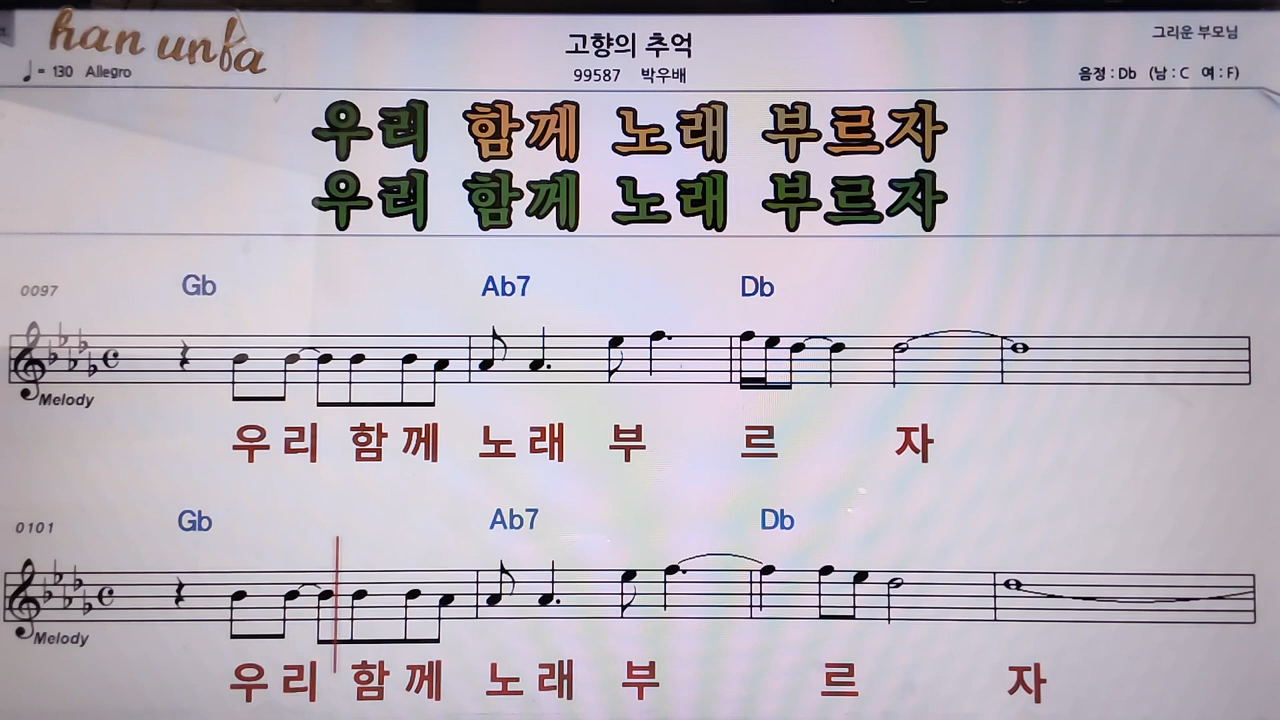 han unfa
고향의 추억
그리운 부모님
♩= 130 Allegro
99587 박우배
음정 : Db (남 : C 여 : F)
우리 함께 노래 부르자
우리 함께 노래 부르자
0097 Gb Ab7 Db
Melody
우 리 함 께 노 래 부 르 자
0101 Gb Ab7 Db
Melody
우 리 함 께 노 래 부 르 자